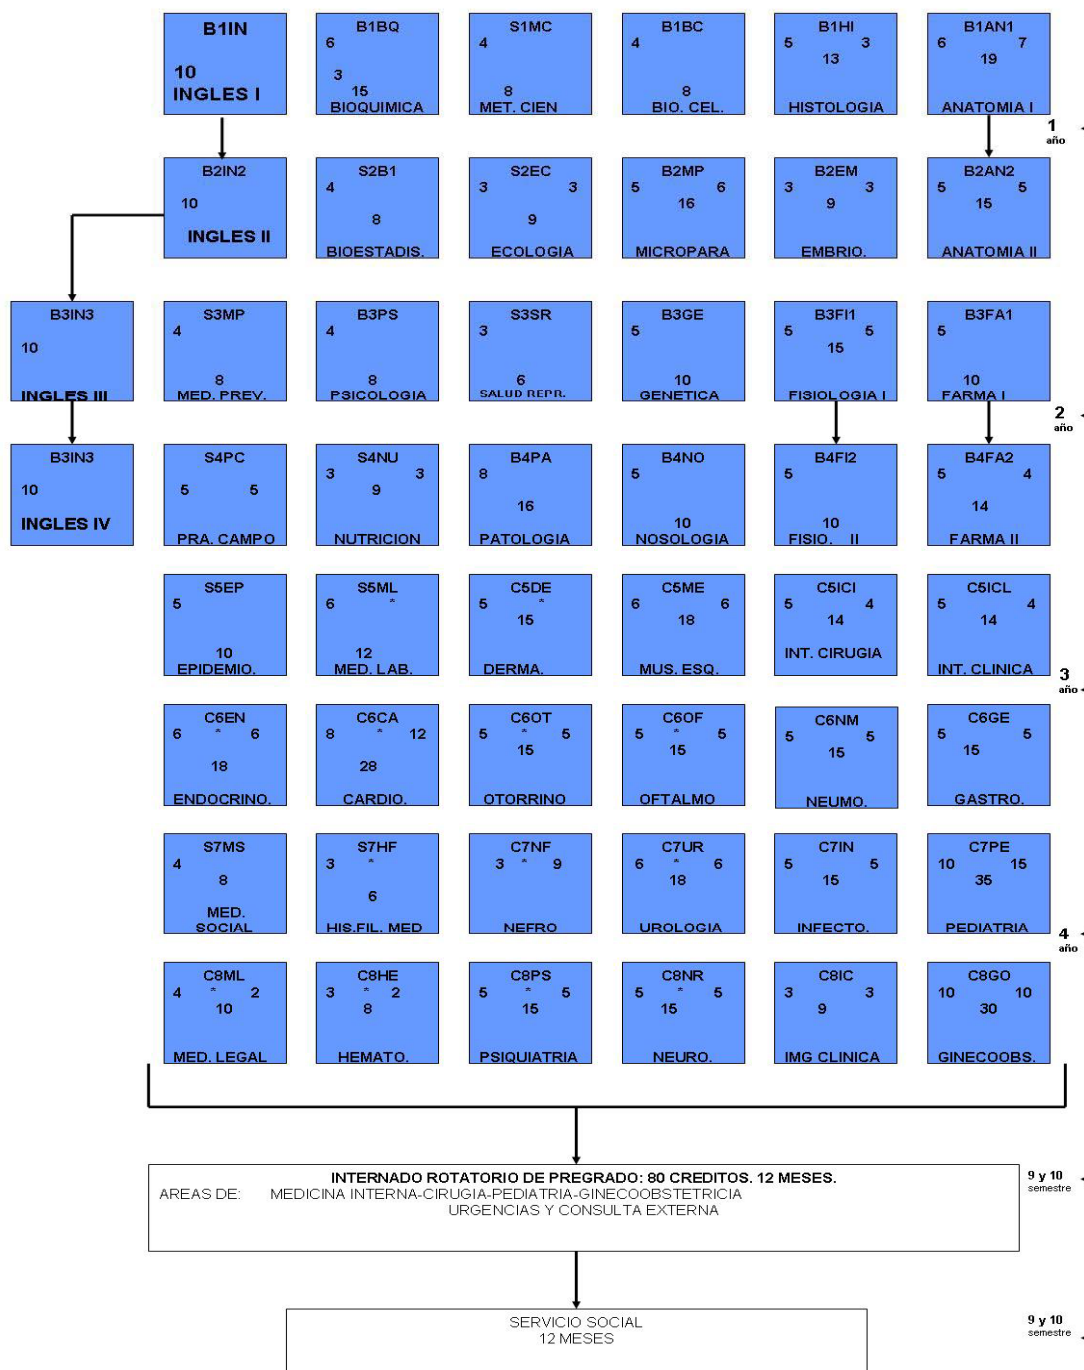 B1IN
10
INGLES I
B1BQ
6
3
15
BIOQUIMICA
S1MC
4
8
MET. CIEN
B1BC
4
8
BIO. CEL.
B1HI
5 3
13
HISTOLOGIA
B1AN1
6 7
19
ANATOMIA I
1
año
B2IN2
10
INGLES II
S2B1
4
8
BIOESTADIS.
S2EC
3 3
9
ECOLOGIA
B2MP
5 6
16
MICROPARA
B2EM
3 3
9
EMBRIO.
B2AN2
5 5
15
ANATOMIA II
B3IN3
10
INGLES III
S3MP
4
8
MED. PREV.
B3PS
4
8
PSICOLOGIA
S3SR
3
6
SALUD REPR.
B3GE
5
10
GENETICA
B3FI1
5 5
15
FISIOLOGIA I
B3FA1
5
10
FARMA I
2
año
B3IN3
10
INGLES IV
S4PC
5 5
PRA. CAMPO
S4NU
3 3
9
NUTRICION
B4PA
8
16
PATOLOGIA
B4NO
5
10
NOSOLOGIA
B4FI2
5
10
FISIO. II
B4FA2
5 4
14
FARMA II
S5EP
5
10
EPIDEMIO.
S5ML
6 *
12
MED. LAB.
C5DE
5 *
15
DERMA.
C5ME
6 6
18
MUS. ESQ.
C5ICI
5 4
14
INT. CIRUGIA
C5ICL
5 4
14
INT. CLINICA
3
año
C6EN
6 * 6
18
ENDOCRINO.
C6CA
8 * 12
28
CARDIO.
C6OT
5 * 5
15
OTORRINO
C6OF
5 * 5
15
OFTALMO
C6NM
5 5
15
NEUMO.
C6GE
5 5
15
GASTRO.
S7MS
4
8
MED.
SOCIAL
S7HF
3 *
6
HIS.FIL. MED
C7NF
3 * 9
NEFRO
C7UR
6 * 6
18
UROLOGIA
C7IN
5 5
15
INFECTO.
C7PE
10 15
35
PEDIATRIA
4
año
C8ML
4 * 2
10
MED. LEGAL
C8HE
3 * 2
8
HEMATO.
C8PS
5 * 5
15
PSIQUIATRIA
C8NR
5 * 5
15
NEURO.
C8IC
3 3
9
IMG CLINICA
C8GO
10 10
30
GINECOOBS.
INTERNADO ROTATORIO DE PREGRADO: 80 CREDITOS. 12 MESES.
AREAS DE: MEDICINA INTERNA-CIRUGIA-PEDIATRIA-GINECOOBSTETRICIA
URGENCIAS Y CONSULTA EXTERNA
9 y 10
semestre
SERVICIO SOCIAL
12 MESES
9 y 10
semestre